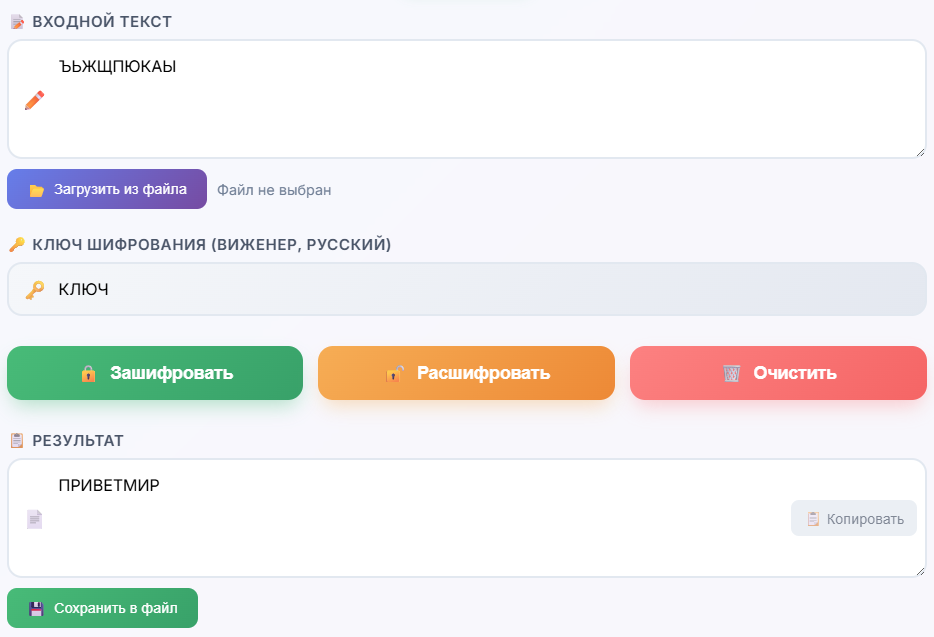 ВХОДНОЙ ТЕКСТ
ЪЬЖЩПЮКАЫ
Загрузить из файла Файл не выбран
КЛЮЧ ШИФРОВАНИЯ (ВИЖЕНЕР, РУССКИЙ)
КЛЮЧ
Зашифровать Расшифровать Очистить
РЕЗУЛЬТАТ
ПРИВЕТМИР
Копировать
Сохранить в файл